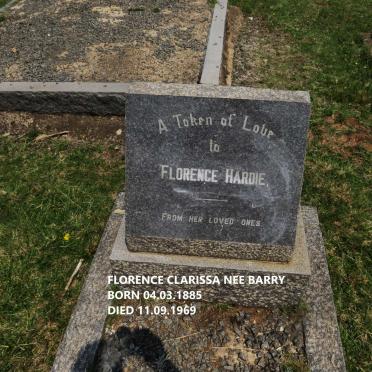 A Token of Love
to
FLORENCE HARDIE.
FROM HER LOVED ONES
FLORENCE CLARISSA NEE BARRY
BORN 04.03.1885
DIED 11.09.1969